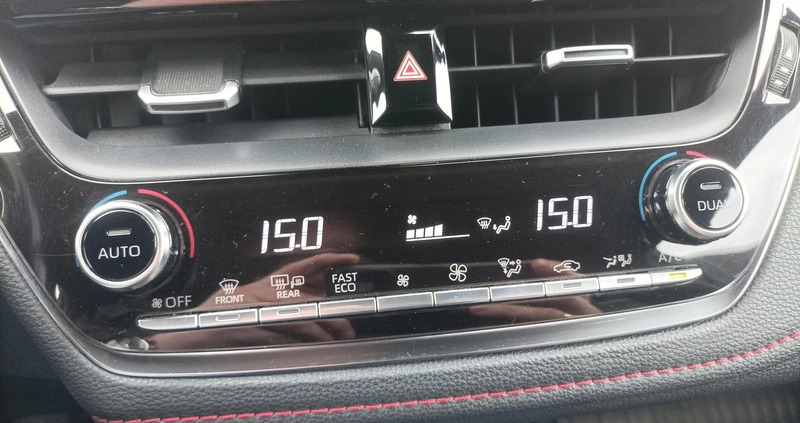 15.0
15.0
AUTO
DUAL
OFF
FRONT
REAR
FAST
ECO
A/C